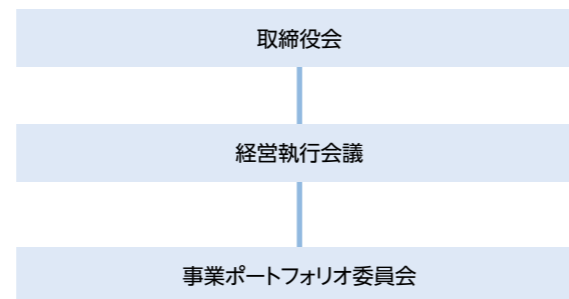 取締役会
経営執行会議
事業ポートフォリオ委員会